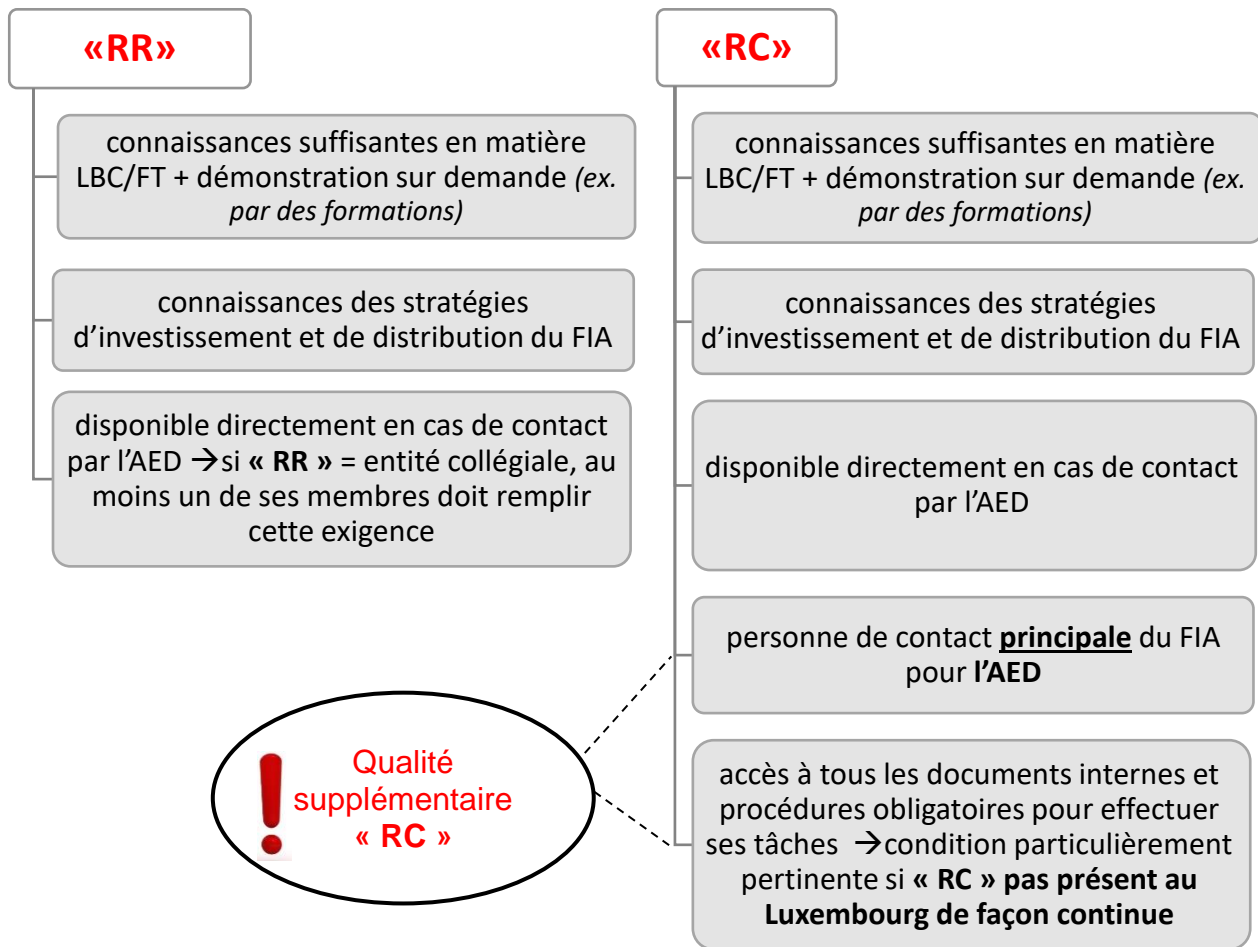 «RR»
connaissances suffisantes en matière
LBC/FT + démonstration sur demande (ex.
par des formations)
connaissances des stratégies
d’investissement et de distribution du FIA
disponible directement en cas de contact
par l’AED →si « RR » = entité collégiale, au
moins un de ses membres doit remplir
cette exigence
«RC»
connaissances suffisantes en matière
LBC/FT + démonstration sur demande (ex.
par des formations)
connaissances des stratégies
d’investissement et de distribution du FIA
disponible directement en cas de contact
par l’AED
personne de contact principale du FIA
pour l’AED
accès à tous les documents internes et
procédures obligatoires pour effectuer
ses tâches →condition particulièrement
pertinente si « RC » pas présent au
Luxembourg de façon continue
Qualité
supplémentaire
« RC »